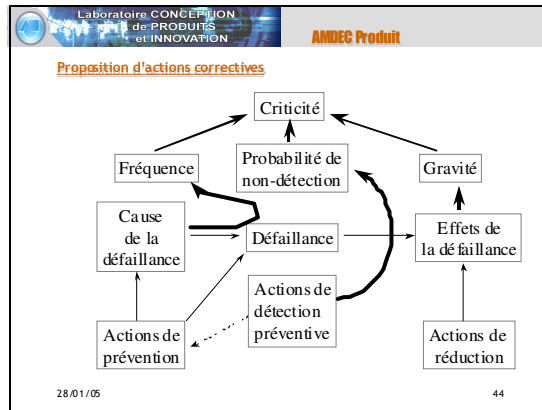 Laboratoire CONCEPTION
de PRODUITS
et INNOVATION
AMDEC Produit
Proposition d'actions correctives
Criticité
Fréquence
Probabilité de
non-détection
Gravité
Cause
de la
défaillance
Défaillance
Effets de
la défaillance
Actions de
détection
préventive
Actions de
prévention
Actions de
réduction
28/01/05
44